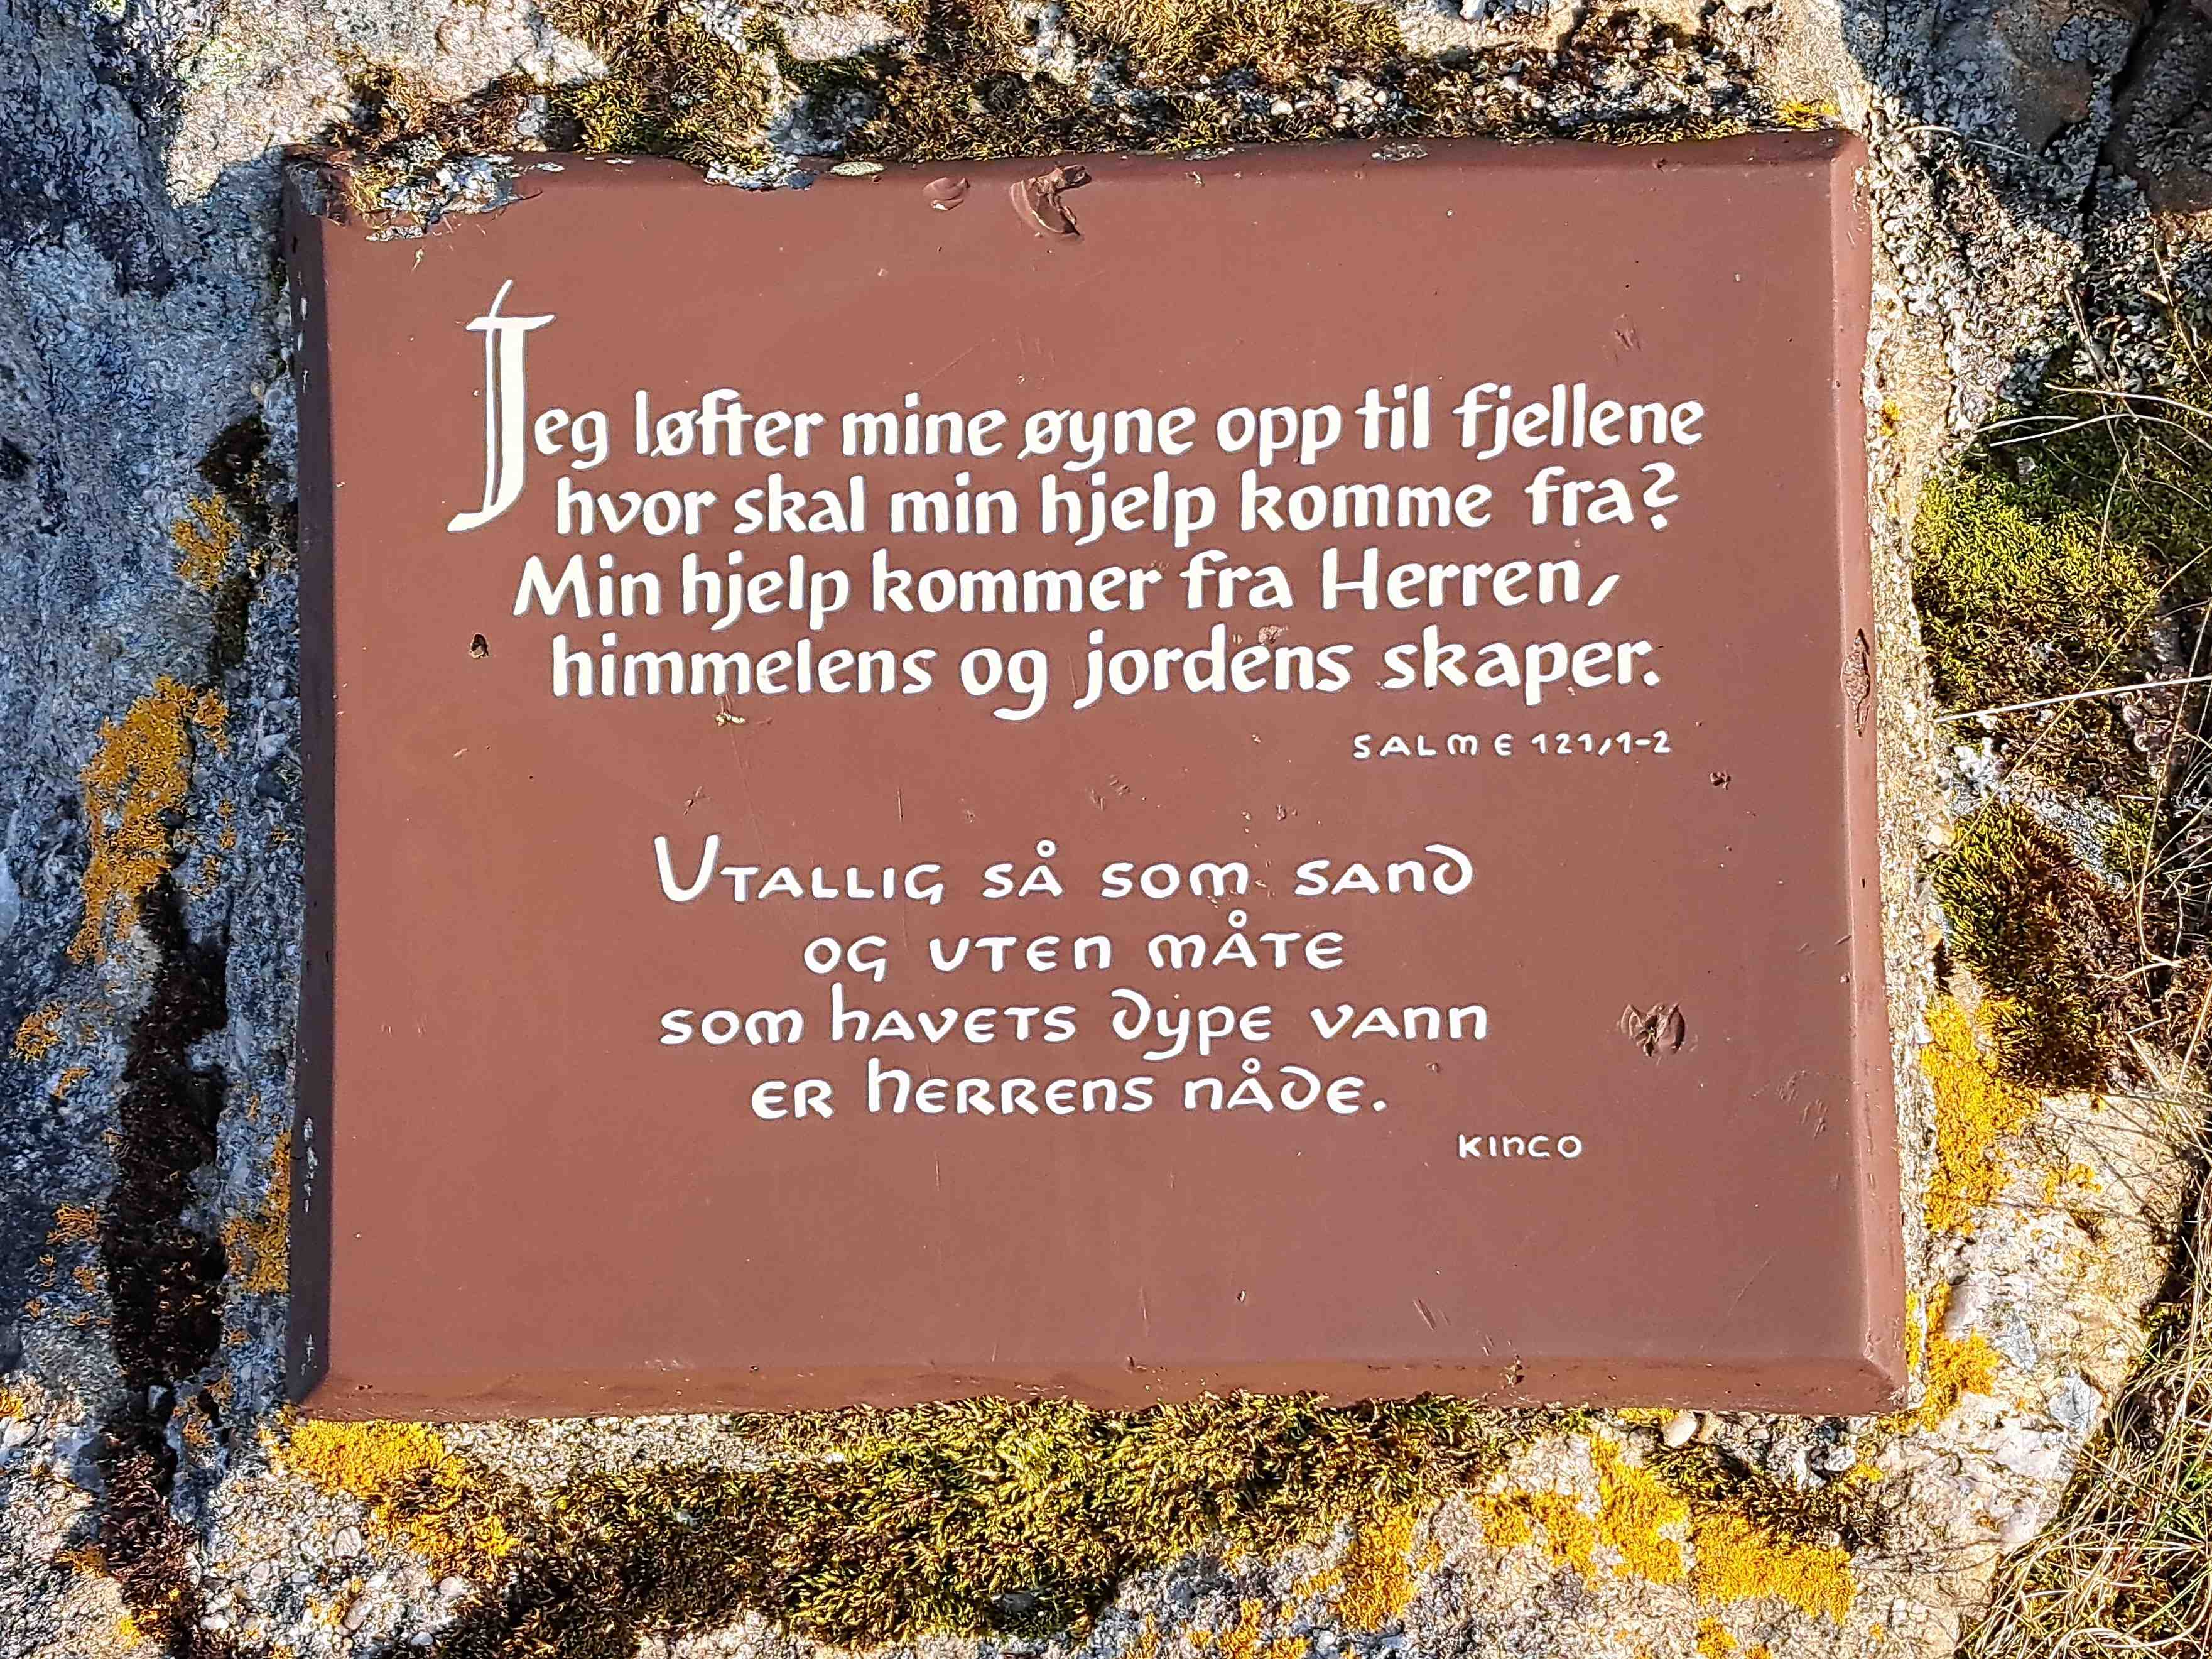 Jeg løfter mine øyne opp til fjellene
hvor skal min hjelp komme fra?
Min hjelp kommer fra Herren,
himmelens og jordens skaper.
SALME 121,1-2
UTALLIG SÅ SOM SAND
OG UTEN MÅTE
SOM HAVETS DYPE VANN
ER HERRENS NÅDE.
KINCO